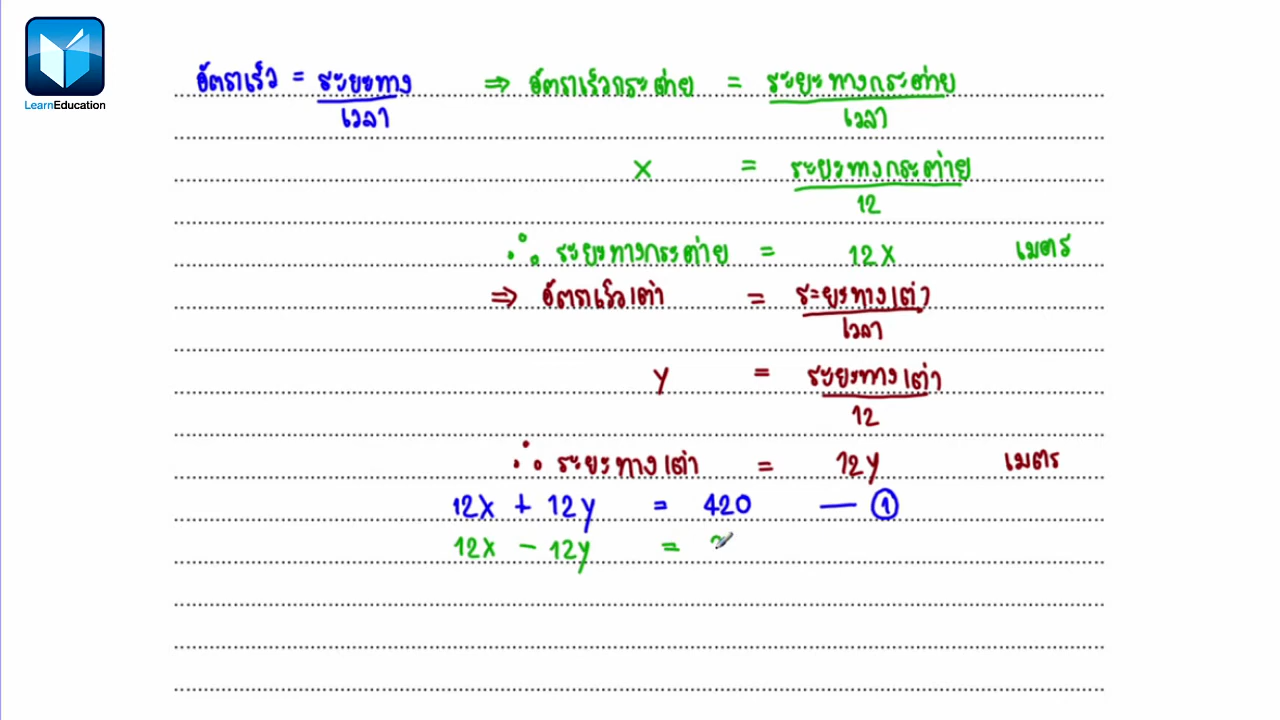 LearnEducation
อัตราเร็ว = ระยะทาง ⇒ อัตราเร็วกระต่าย = ระยะทางกระต่าย
เวลา เวลา
x = ระยะทางกระต่าย
12
∴ ระยะทางกระต่าย = 12x เมตร
⇒ อัตราเร็วเต่า = ระยะทางเต่า
เวลา
y = ระยะทางเต่า
12
∴ ระยะทางเต่า = 12y เมตร
12x + 12y = 420 — ①
12x - 12y =